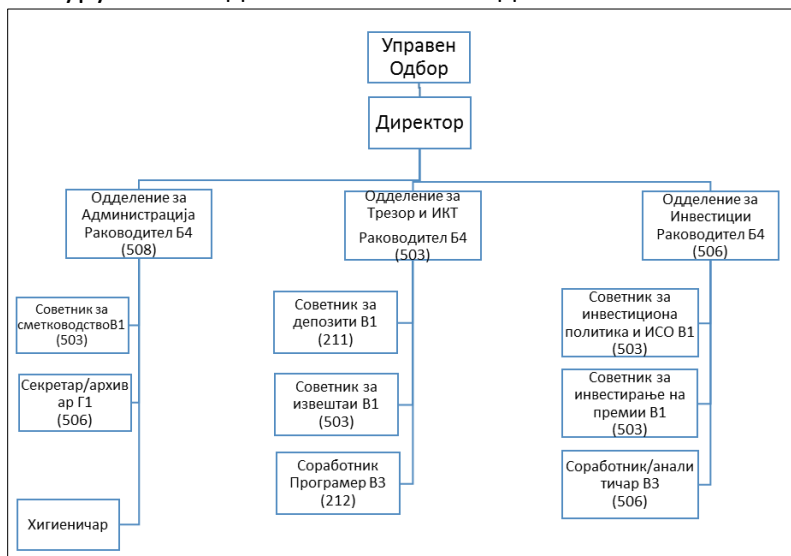 Управен
Одбор
Директор
Одделение за
Администрација
Раководител Б4
(508)
Одделение за
Трезор и ИКТ
Раководител Б4
(503)
Одделение за
Инвестиции
Раководител Б4
(506)
Советник за
сметководствоВ1
(503)
Секретар/архив
ар Г1
(506)
Хигиеничар
Советник за
депозити В1
(211)
Советник за
извештаи В1
(503)
Соработник
Програмер В3
(212)
Советник за
инвестициона
политика и ИСО В1
(503)
Советник за
инвестирање на
премии В1
(503)
Соработник/анали
тичар В3
(506)